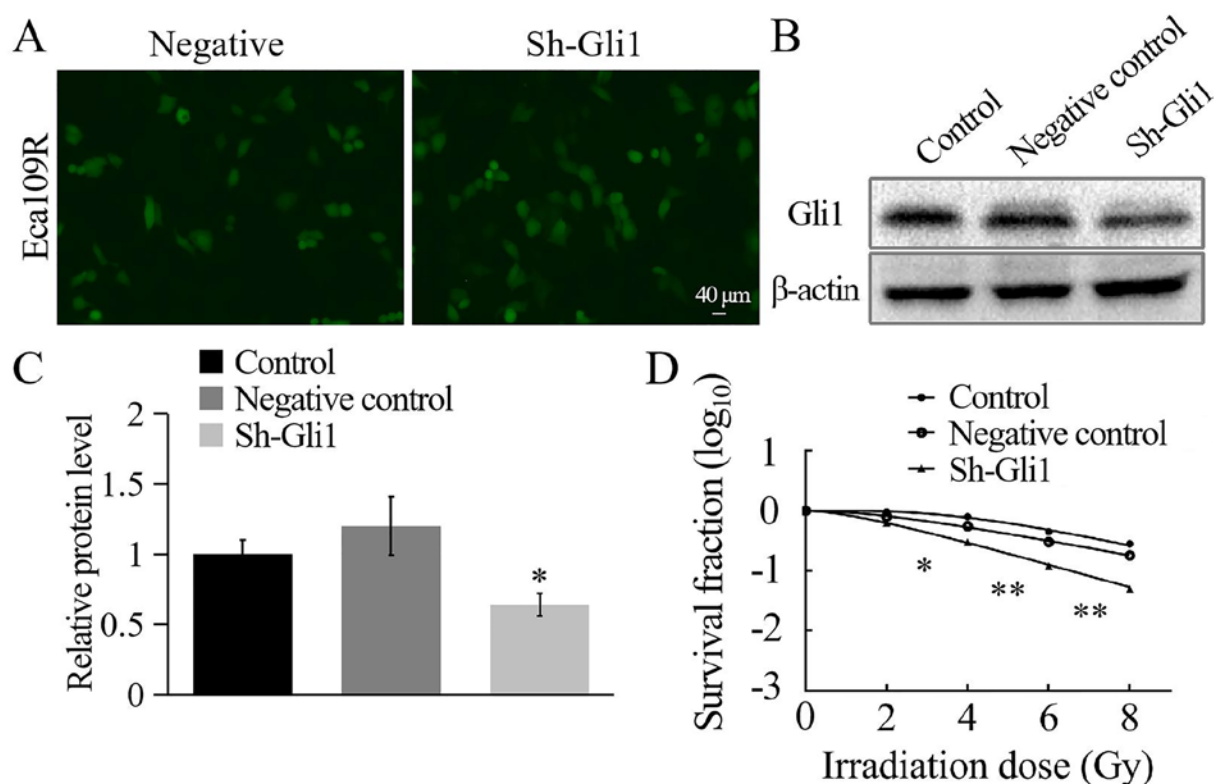 A
Negative
Sh-Gli1
Eca109R
40 μm
B
Control
Negative control
Sh-Gli1
Gli1
β-actin
C
Control
Negative control
Sh-Gli1
Relative protein level
2
1.5
1
0.5
0
*
D
Control
Negative control
Sh-Gli1
Survival fraction (log₁₀)
1
0
-1
-2
-3
*
**
**
0 2 4 6 8
Irradiation dose (Gy)